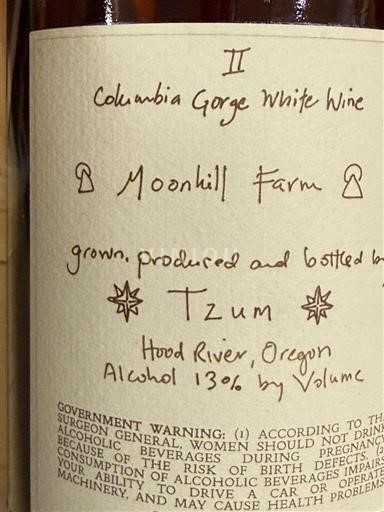 II
Columbia Gorge White Wine
Moonhill Farm
grown, produced and bottled by
Tzum
Hood River, Oregon
Alcohol 13% by Volume
GOVERNMENT WARNING: (1) ACCORDING TO THE
SURGEON GENERAL, WOMEN SHOULD NOT DRINK
ALCOHOLIC BEVERAGES DURING PREGNANCY
BECAUSE OF THE RISK OF BIRTH DEFECTS. (2)
CONSUMPTION OF ALCOHOLIC BEVERAGES IMPAIRS
YOUR ABILITY TO DRIVE A CAR OR OPERATE
MACHINERY, AND MAY CAUSE HEALTH PROBLEMS